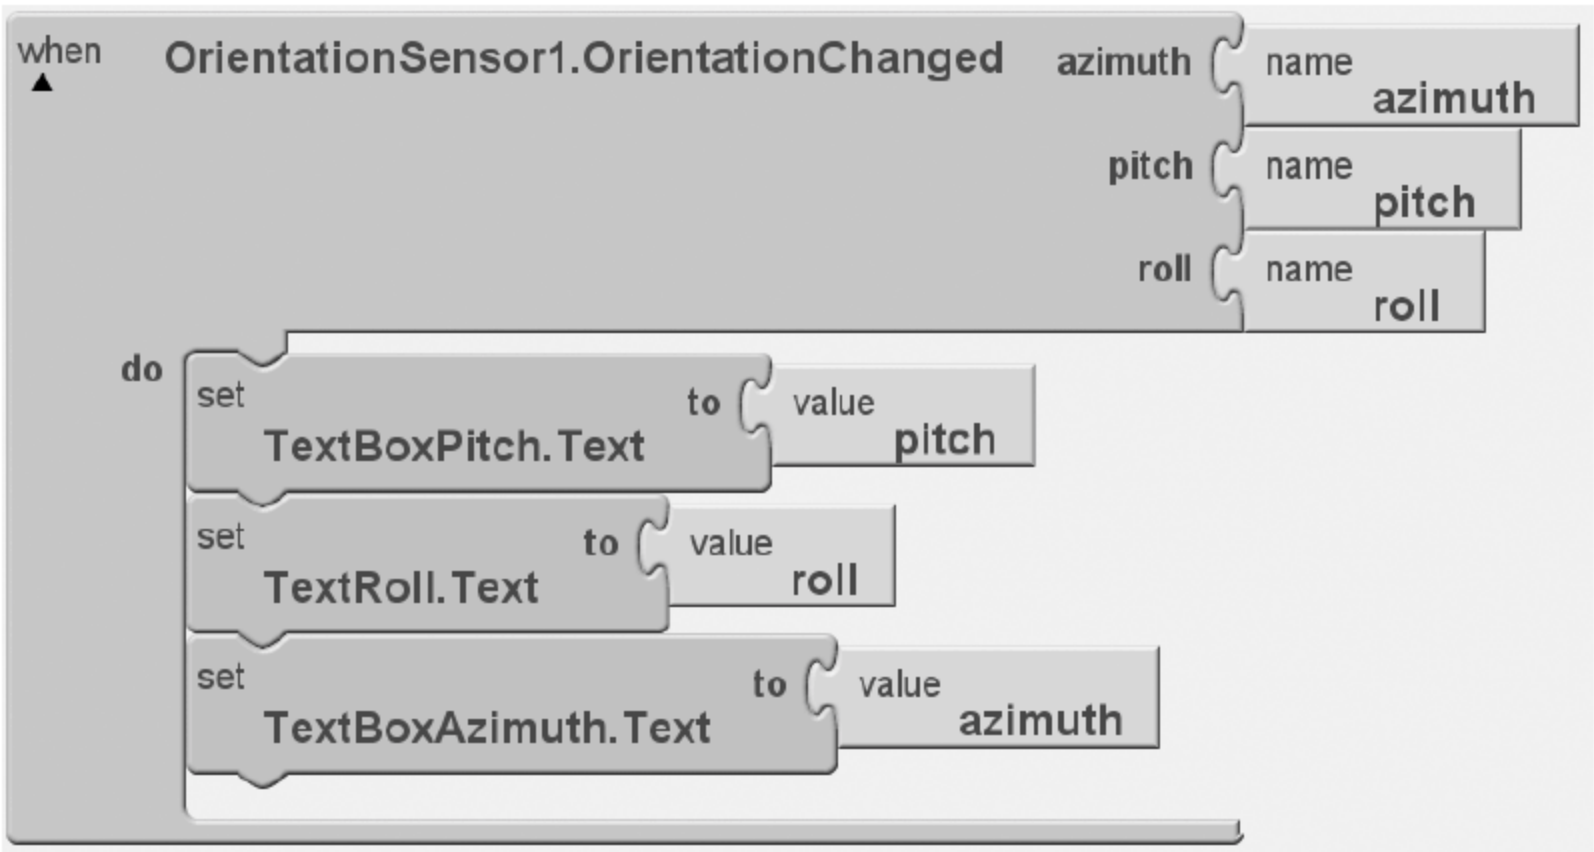 when OrientationSensor1.OrientationChanged azimuth name
azimuth
pitch name
pitch
roll name
roll
do
set to value
TextBoxPitch.Text pitch
set to value
TextRoll.Text roll
set to value
TextBoxAzimuth.Text azimuth